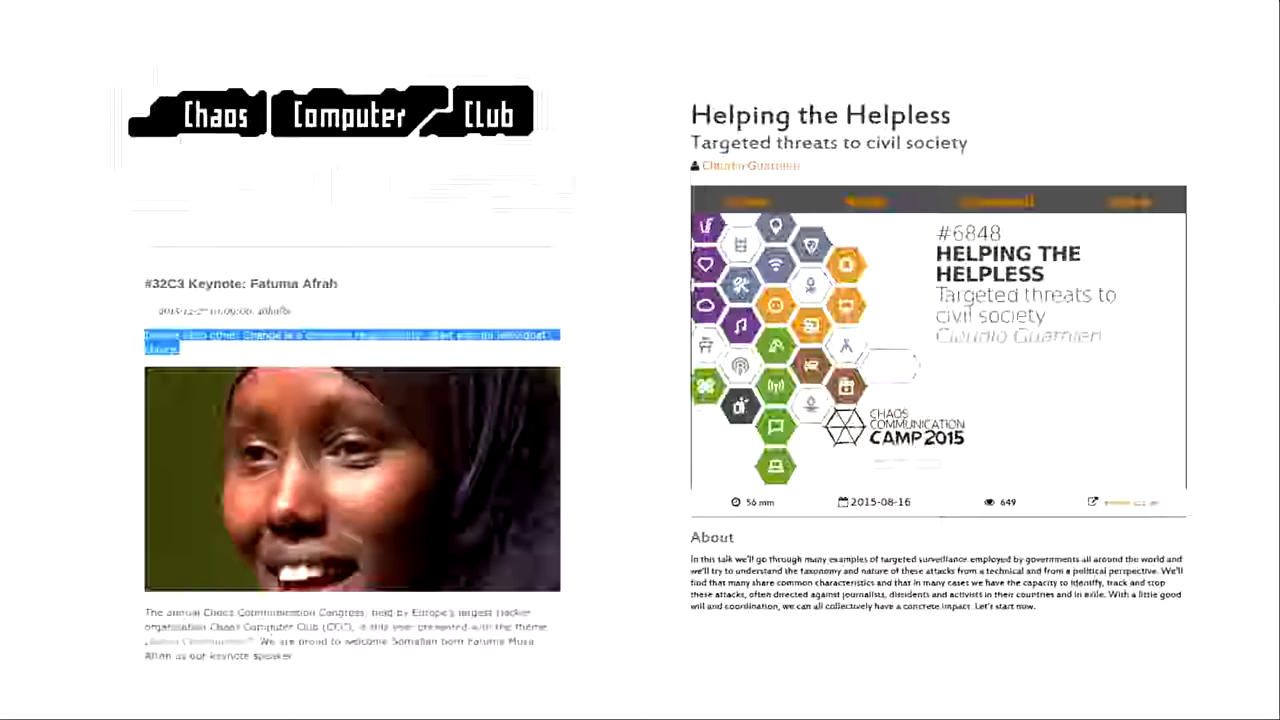 Chaos Computer Club
#32C3 Keynote: Fatuma Afrah
The annual Chaos Communication Congress, held by Europe's largest hacker
organisation Chaos Computer Club (CCC), is this year presented with the theme
We are proud to welcome Somalian born Fatuma Musa
Afrah as our keynote speaker
Helping the Helpless
Targeted threats to civil society
Claudio Guarnieri
#6848
HELPING THE
HELPLESS
Targeted threats to
civil society
Claudio Guarnieri
CHAOS
COMMUNICATION
CAMP 2015
56 min
2015-08-16
649
About
In this talk we'll go through many examples of targeted surveillance employed by governments all around the world and
we'll try to understand the taxonomy and nature of these attacks from a technical and from a political perspective. We'll
find that many share common characteristics and that in many cases we have the capacity to identify, track and stop
these attacks, often directed against journalists, dissidents and activists in their countries and in exile. With a little good
will and coordination, we can all collectively have a concrete impact. Let's start now.